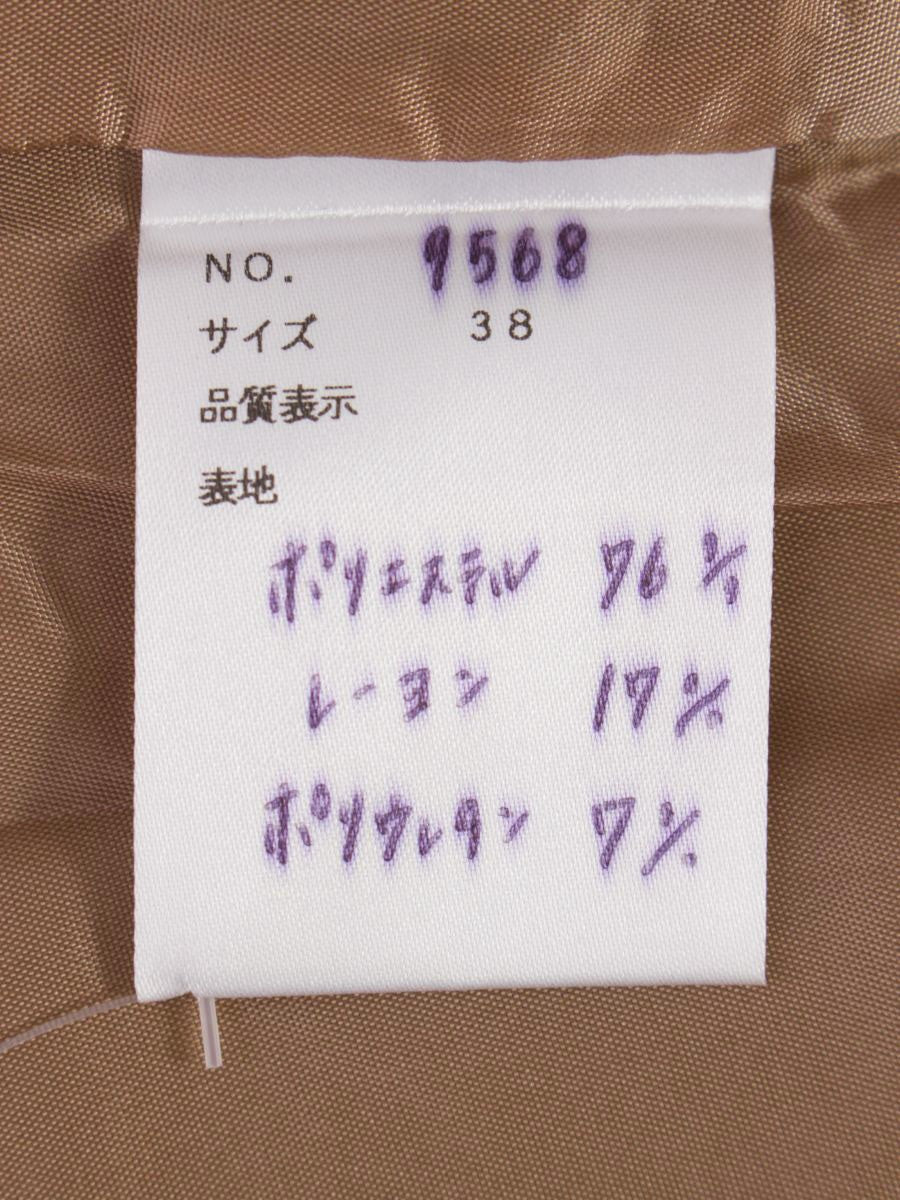 NO. 9568
サイズ 38
品質表示
表地
ポリエステル 76%
レーヨン 17%
ポリウレタン 7%